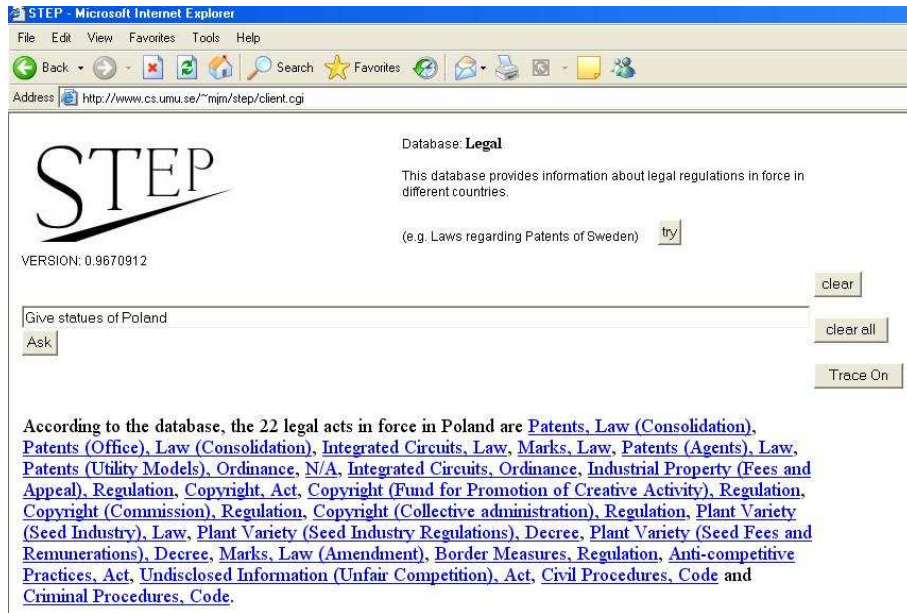 STEP - Microsoft Internet Explorer
File Edit View Favorites Tools Help
Back Search Favorites
Address http://www.cs.umu.se/~mjm/step/client.cgi
STEP
VERSION: 0.9670912
Database: Legal
This database provides information about legal regulations in force in
different countries.
(e.g. Laws regarding Patents of Sweden) try
clear
Give statues of Poland
clear all
Ask
Trace On
According to the database, the 22 legal acts in force in Poland are Patents, Law (Consolidation),
Patents (Office), Law (Consolidation), Integrated Circuits, Law, Marks, Law, Patents (Agents), Law,
Patents (Utility Models), Ordinance, N/A, Integrated Circuits, Ordinance, Industrial Property (Fees and
Appeal), Regulation, Copyright, Act, Copyright (Fund for Promotion of Creative Activity), Regulation,
Copyright (Commission), Regulation, Copyright (Collective administration), Regulation, Plant Variety
(Seed Industry), Law, Plant Variety (Seed Industry Regulations), Decree, Plant Variety (Seed Fees and
Remunerations), Decree, Marks, Law (Amendment), Border Measures, Regulation, Anti-competitive
Practices, Act, Undisclosed Information (Unfair Competition), Act, Civil Procedures, Code and
Criminal Procedures, Code.